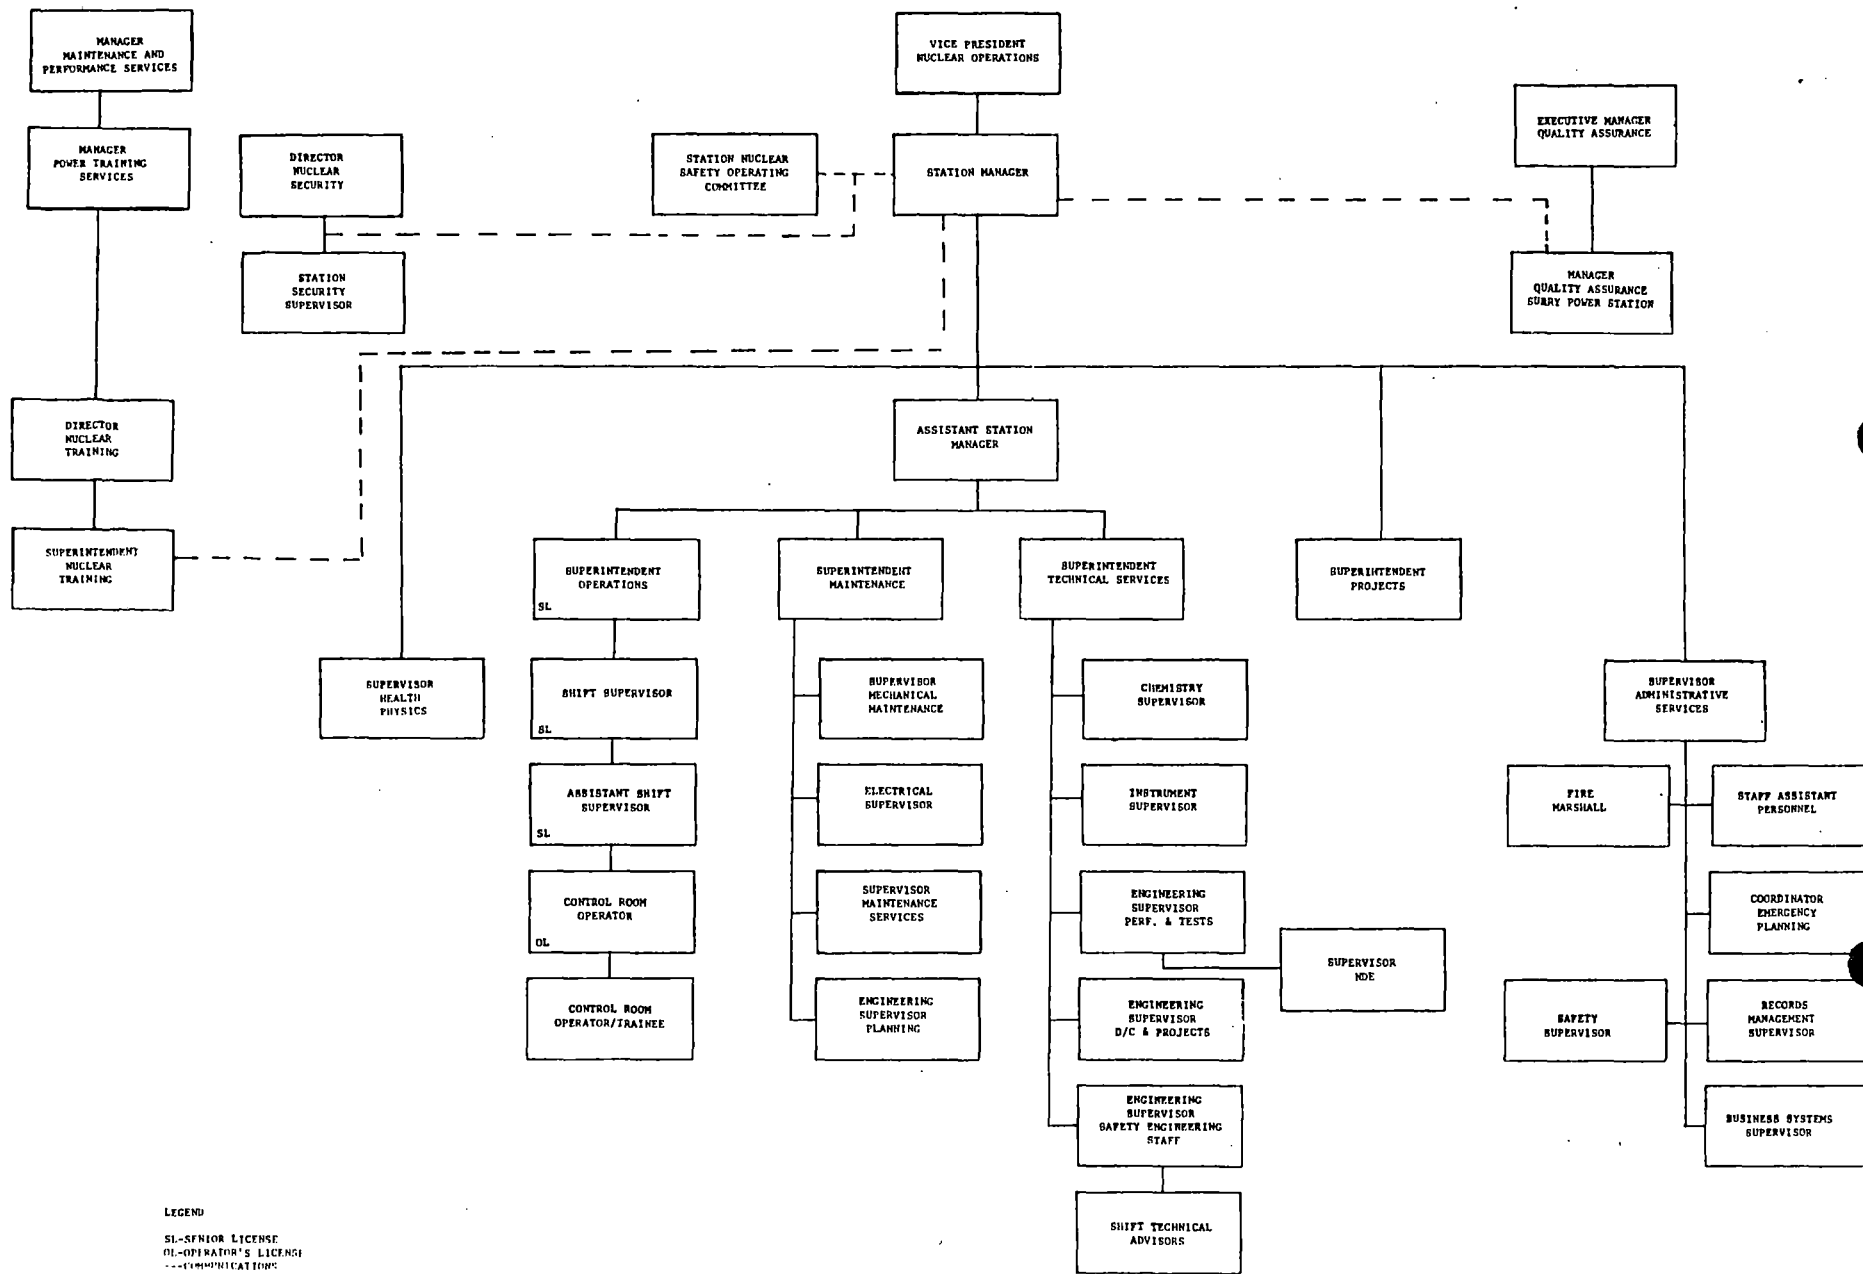 MANAGER
MAINTENANCE AND
PERFORMANCE SERVICES
VICE PRESIDENT
NUCLEAR OPERATIONS
EXECUTIVE MANAGER
QUALITY ASSURANCE
MANAGER
POWER TRAINING
SERVICES
DIRECTOR
NUCLEAR
SECURITY
STATION NUCLEAR
SAFETY OPERATING
COMMITTEE
STATION MANAGER
STATION
SECURITY
SUPERVISOR
MANAGER
QUALITY ASSURANCE
SURRY POWER STATION
DIRECTOR
NUCLEAR
TRAINING
ASSISTANT STATION
MANAGER
SUPERINTENDENT
NUCLEAR
TRAINING
SUPERINTENDENT
OPERATIONS
SL
SUPERINTENDENT
MAINTENANCE
SUPERINTENDENT
TECHNICAL SERVICES
SUPERINTENDENT
PROJECTS
SUPERVISOR
HEALTH
PHYSICS
SHIFT SUPERVISOR
SL
SUPERVISOR
MECHANICAL
MAINTENANCE
CHEMISTRY
SUPERVISOR
SUPERVISOR
ADMINISTRATIVE
SERVICES
ASSISTANT SHIFT
SUPERVISOR
SL
ELECTRICAL
SUPERVISOR
INSTRUMENT
SUPERVISOR
FIRE
MARSHALL
STAFF ASSISTANT
PERSONNEL
CONTROL ROOM
OPERATOR
OL
SUPERVISOR
MAINTENANCE
SERVICES
ENGINEERING
SUPERVISOR
PERF. & TESTS
COORDINATOR
EMERGENCY
PLANNING
SUPERVISOR
NDE
CONTROL ROOM
OPERATOR/TRAINEE
ENGINEERING
SUPERVISOR
PLANNING
ENGINEERING
SUPERVISOR
D/C & PROJECTS
SAFETY
SUPERVISOR
RECORDS
MANAGEMENT
SUPERVISOR
ENGINEERING
SUPERVISOR
SAFETY ENGINEERING
STAFF
BUSINESS SYSTEMS
SUPERVISOR
SHIFT TECHNICAL
ADVISORS
LEGEND
SL-SENIOR LICENSE
OL-OPERATOR'S LICENSE
---COMMUNICATIONS